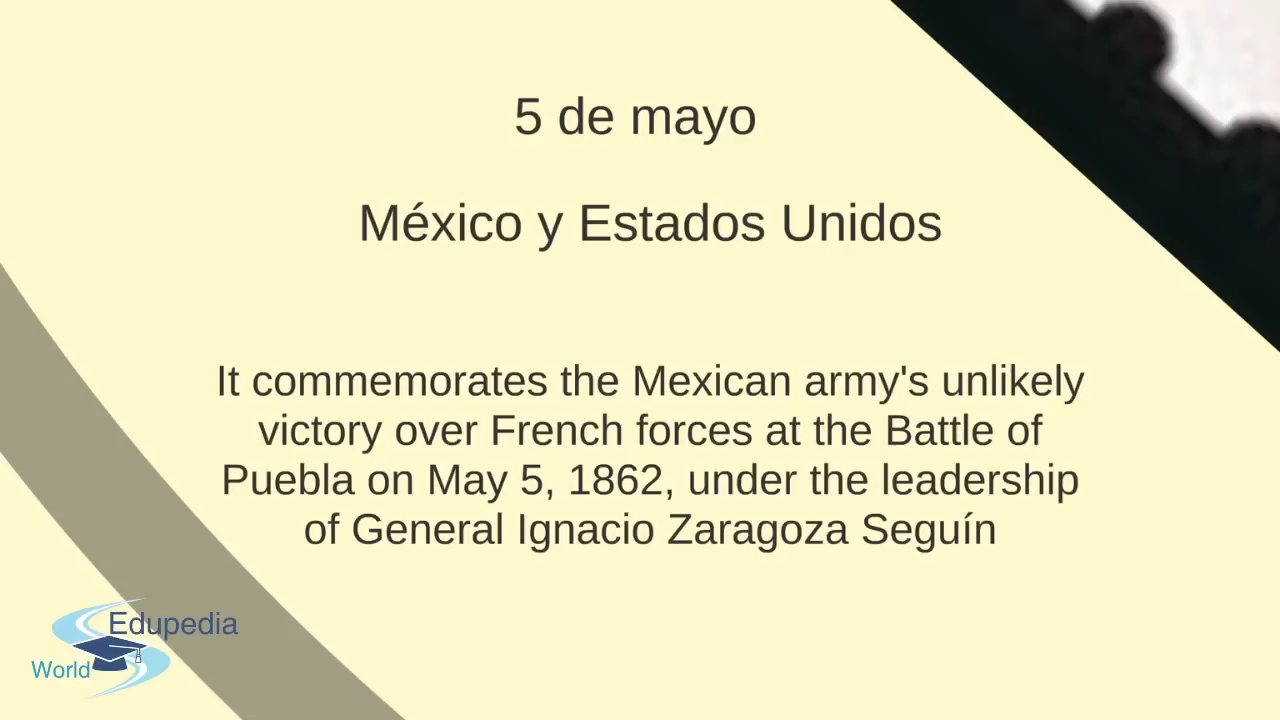 5 de mayo
México y Estados Unidos
It commemorates the Mexican army's unlikely
victory over French forces at the Battle of
Puebla on May 5, 1862, under the leadership
of General Ignacio Zaragoza Seguín
Edupedia
World